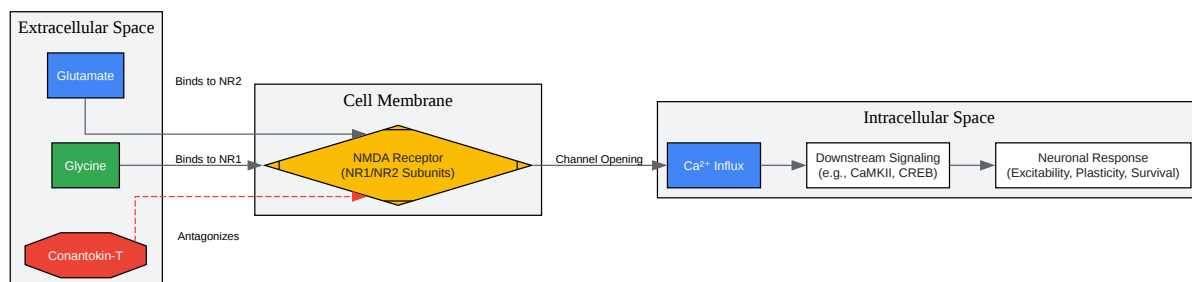 Extracellular Space
Glutamate
Binds to NR2
Glycine
Binds to NR1
Conantokin-T
Antagonizes
Cell Membrane
NMDA Receptor
(NR1/NR2 Subunits)
Channel Opening
Intracellular Space
Ca²⁺ Influx
Downstream Signaling
(e.g., CaMKII, CREB)
Neuronal Response
(Excitability, Plasticity, Survival)